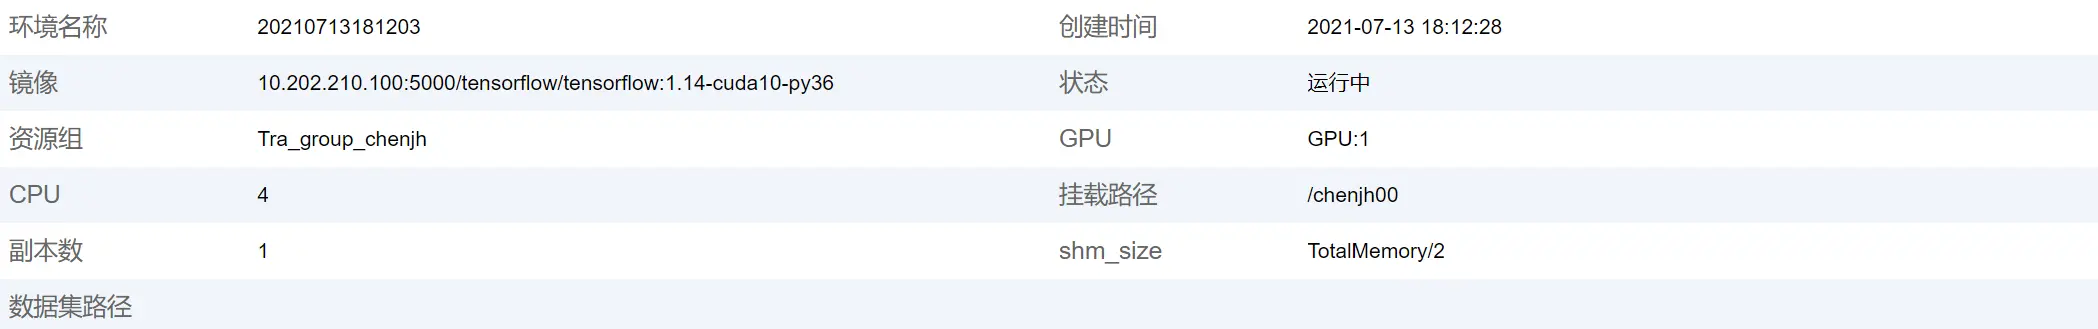 环境名称 20210713181203 创建时间 2021-07-13 18:12:28
镜像 10.202.210.100:5000/tensorflow/tensorflow:1.14-cuda10-py36 状态 运行中
资源组 Tra_group_chenjh GPU GPU:1
CPU 4 挂载路径 /chenjh00
副本数 1 shm_size TotalMemory/2
数据集路径